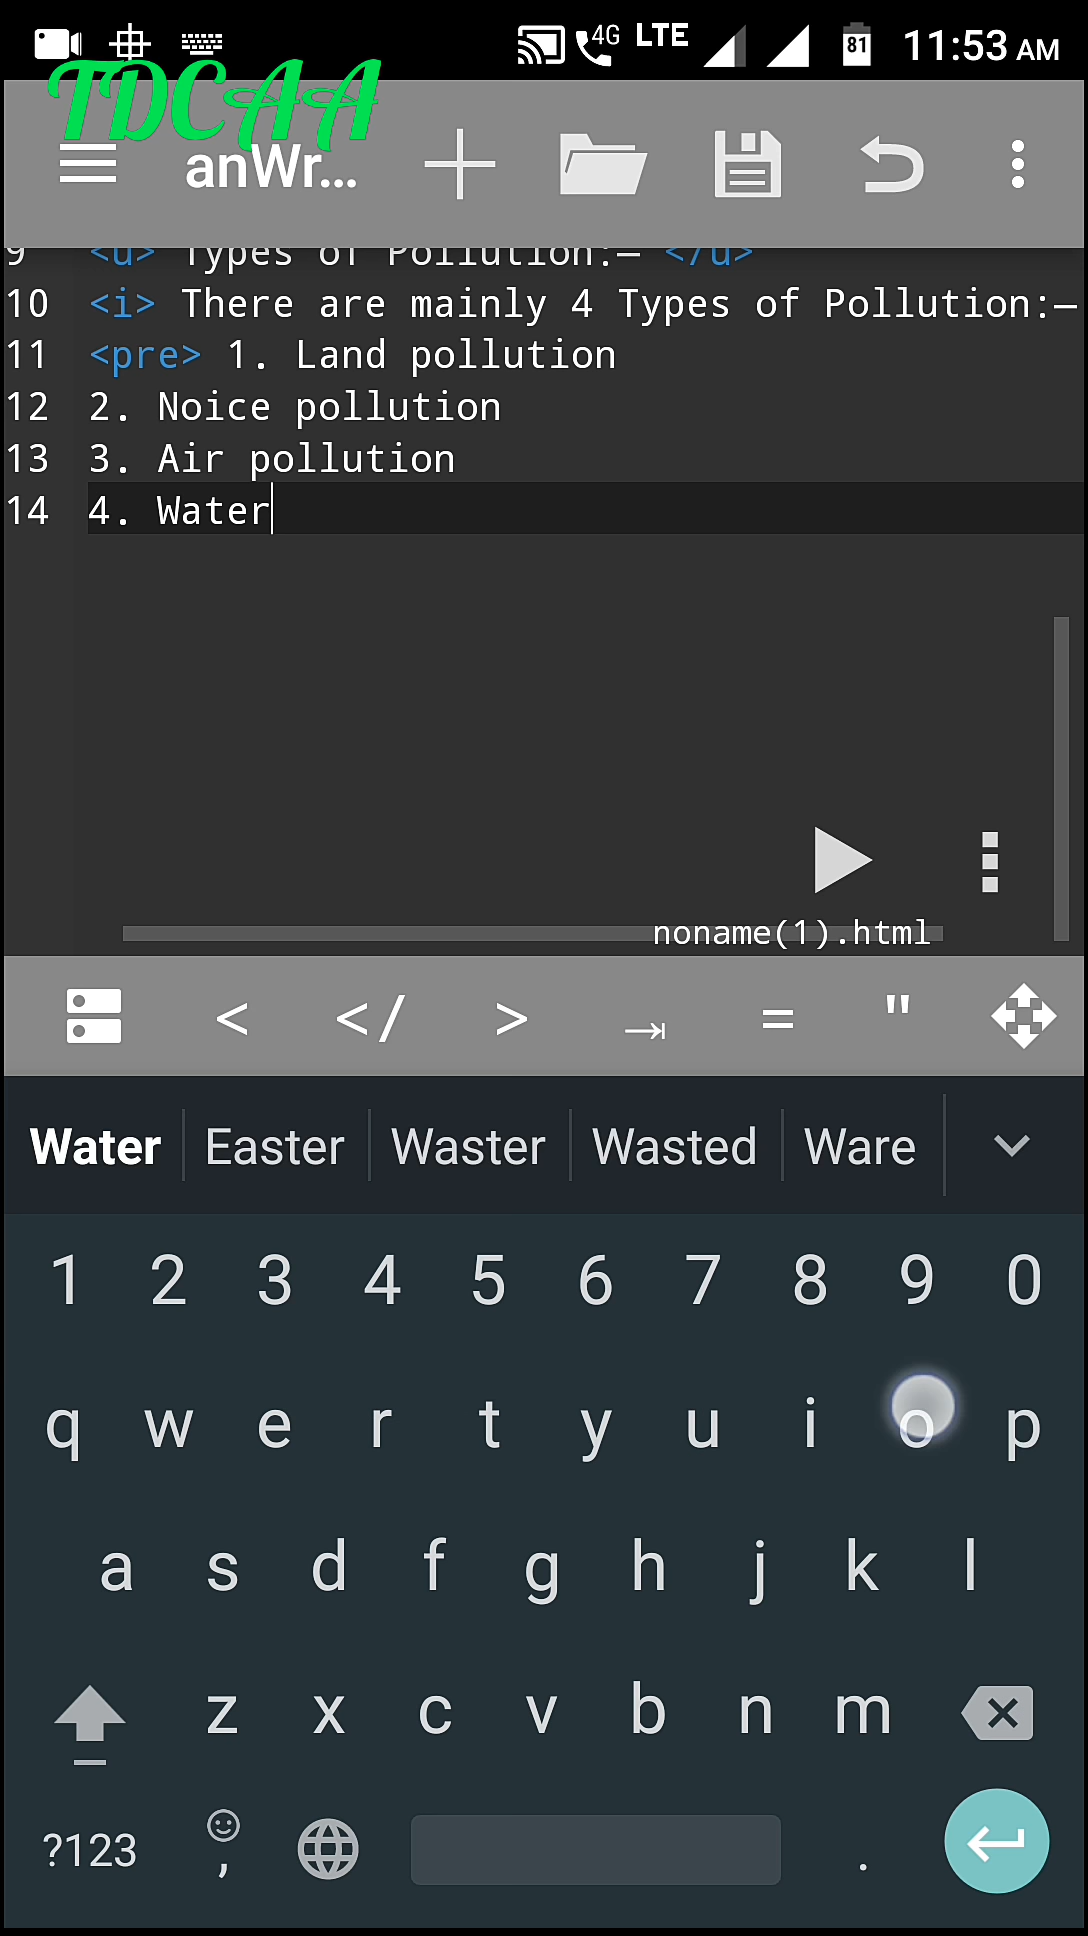 4G LTE 81 11:53 AM
TDCAA
anWr...
9 <u> Types of Pollution:— </u>
10 <i> There are mainly 4 Types of Pollution:—
11 <pre> 1. Land pollution
12 2. Noice pollution
13 3. Air pollution
14 4. Water
noname(1).html
< </ > = "
Water Easter Waster Wasted Ware
1 2 3 4 5 6 7 8 9 0
q w e r t y u i o p
a s d f g h j k l
z x c v b n m
?123 , .